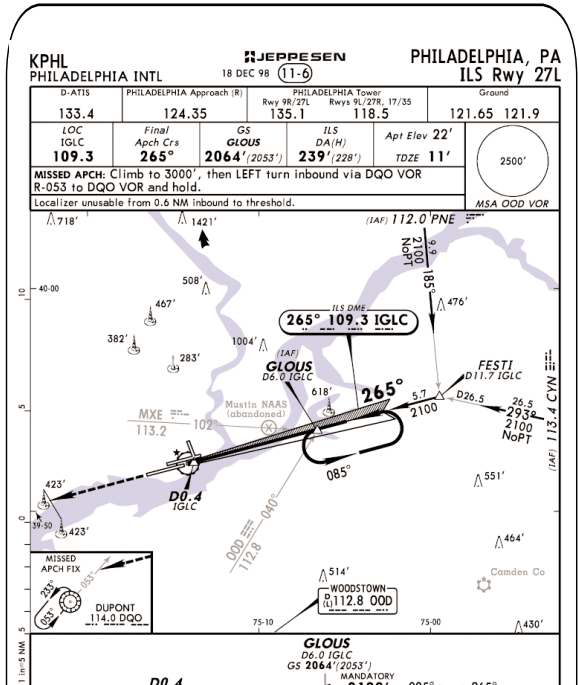 KPHL
PHILADELPHIA INTL
JEPPESEN
18 DEC 98 11-6
PHILADELPHIA, PA
ILS Rwy 27L
D-ATIS
133.4
PHILADELPHIA Approach (R)
124.35
PHILADELPHIA Tower
Rwy 9R/27L Rwys 9L/27R, 17/35
135.1 118.5
Ground
121.65 121.9
LOC
IGLC
109.3
Final
Apch Crs
265°
GS
GLOUS
2064'(2053')
ILS
DA(H)
239'(228')
Apt Elev 22'
TDZE 11'
2500'
MSA OOD VOR
MISSED APCH: Climb to 3000', then LEFT turn inbound via DQO VOR
R-053 to DQO VOR and hold.
Localizer unusable from 0.6 NM inbound to threshold.
718'
1421'
(IAF) 112.0 PNE
9.9
2100
NoPT
185°
508'
10
40-00
467'
476'
ILS DME
265° 109.3 IGLC
382'
283'
1004'
(IAF)
GLOUS
D6.0 IGLC
FESTI
D11.7 IGLC
618'
265°
5.7
2100
D26.5
26.5
293°
2100
NoPT
(IAF) 113.4 CYN
5
MXE
113.2
102°
Mustin NAAS
(abandoned)
085°
D0.4
IGLC
423'
423'
39-50
0
040°
OOD
112.8
551'
464'
514'
Camden Co
WOODSTOWN
D
(L) 112.8 OOD
430'
MISSED
APCH FIX
053°
233°
053°
DUPONT
114.0 DQO
75-10
75-00
5
1 in=5 NM
GLOUS
D6.0 IGLC
GS 2064'(2053')
MANDATORY
D0.4